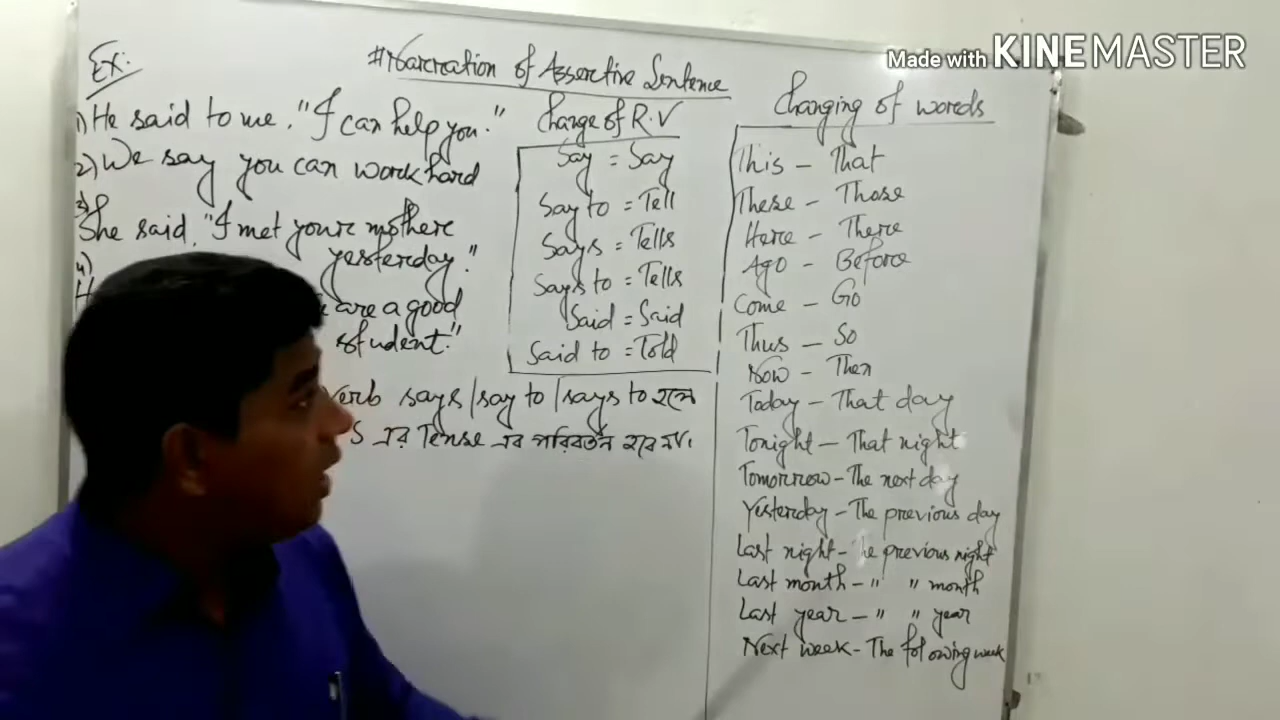 Made with KINEMASTER
Ex:
#Narration of Assertive Sentence
1) He said to me, "I can help you."
2) We say you can work hard
3)
She said, "I met your mother
yesterday."
4)
are a good
student."
Verb says/say to/says to হলে
এর Tense এর পরিবর্তন হবে না।
Change of R.V
Say = Say
Say to = Tell
Says = Tells
Says to = Tells
Said = Said
Said to = Told
Changing of words
This – That
These – Those
Here – There
Ago – Before
Come – Go
Thus – So
Now – Then
Today – That day
Tonight – That night
Tomorrow – The next day
Yesterday – The previous day
Last night – The previous night
Last month – " " month
Last year – " " year
Next week – The following week